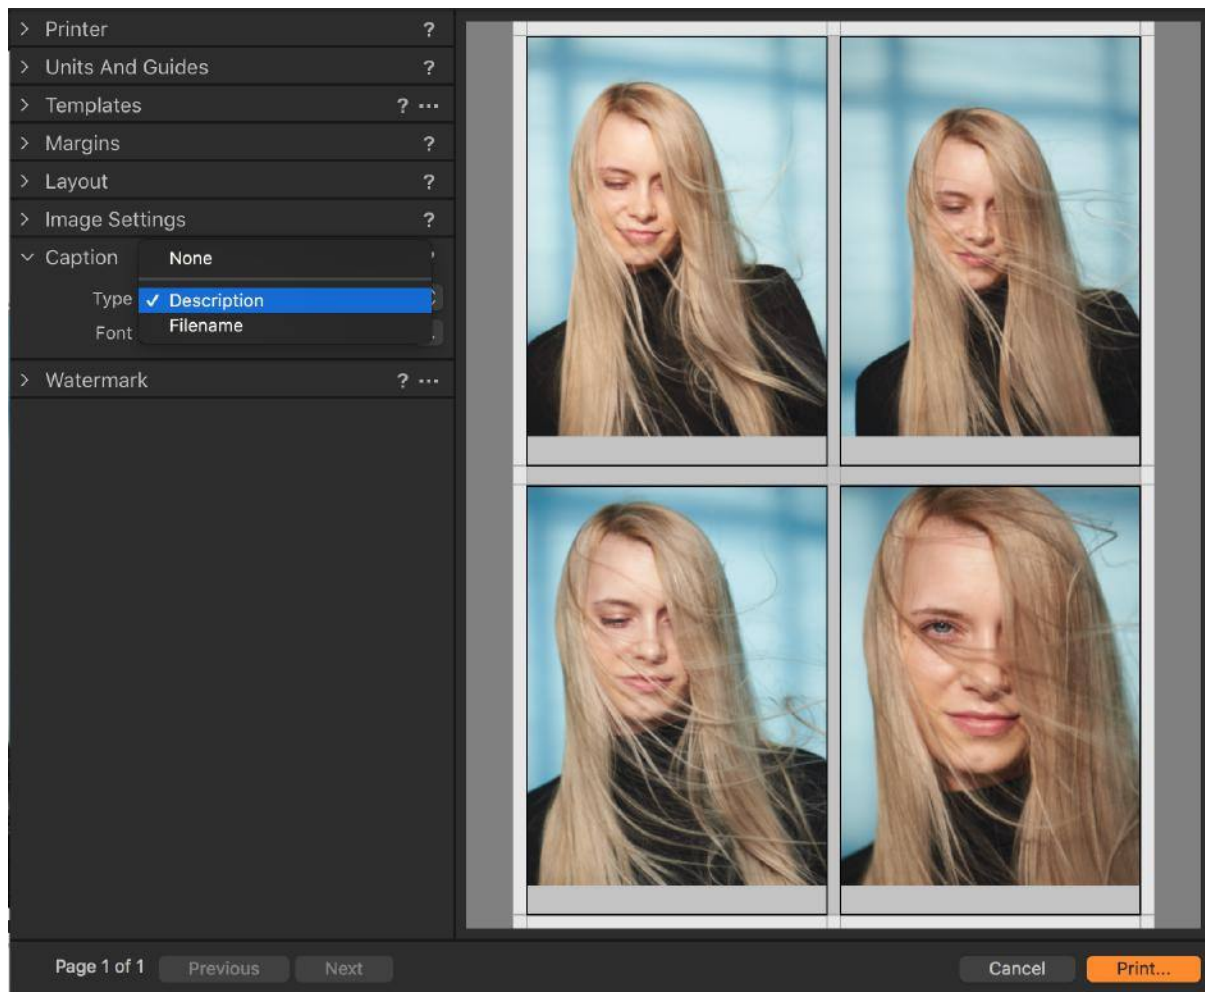 Printer ?
Units And Guides ?
Templates ? ...
Margins ?
Layout ?
Image Settings ?
Caption None
Type ✓ Description
Font Filename
Watermark ? ...
Page 1 of 1 Previous Next Cancel Print...